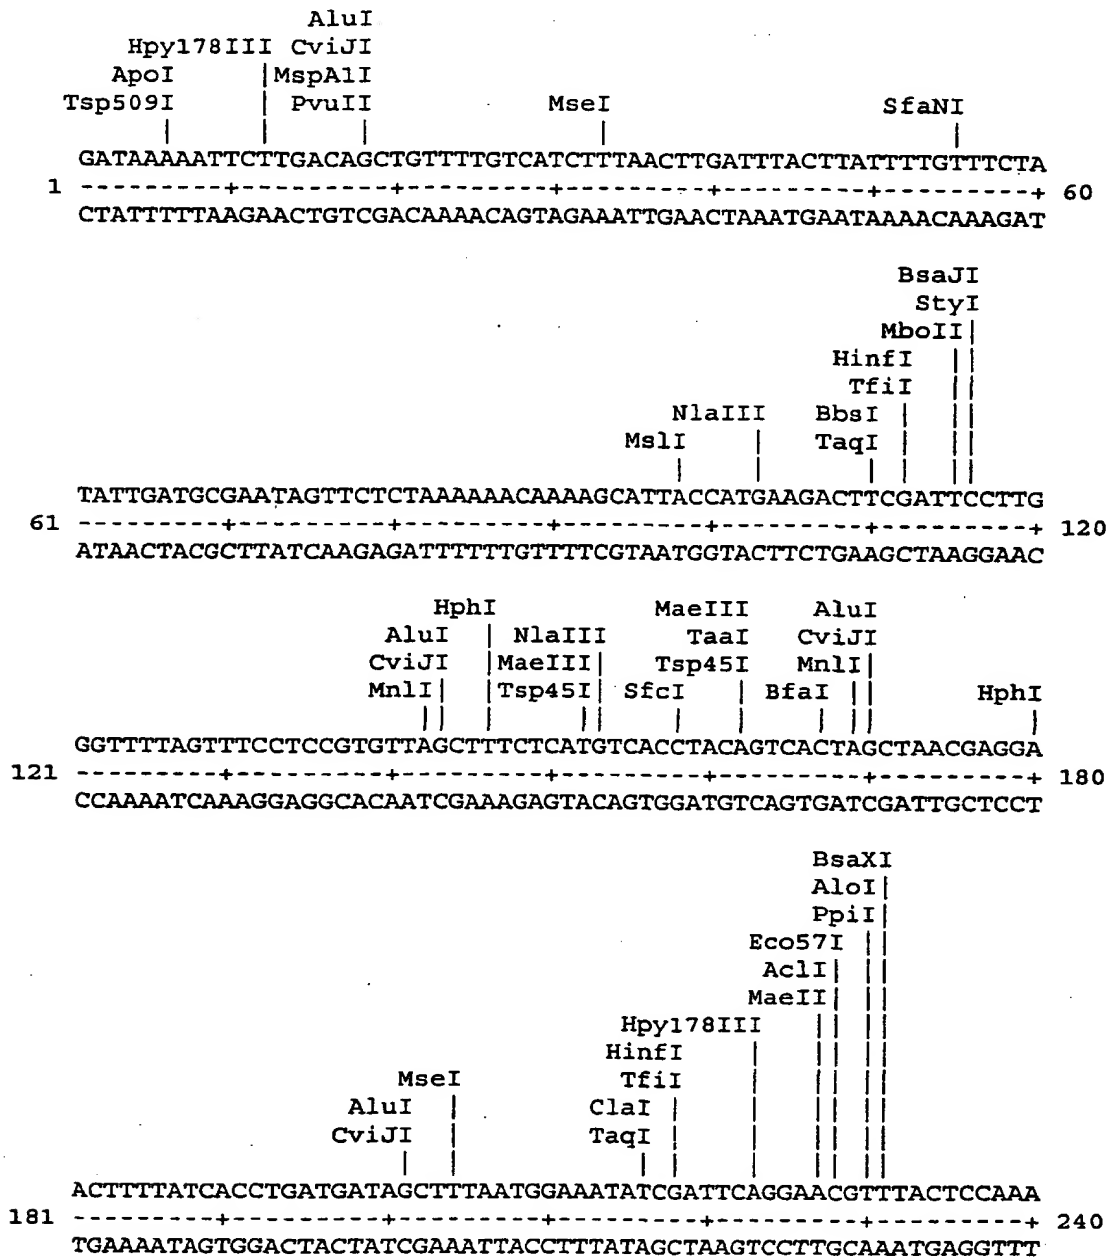 AluI
Hpy178III CviJI
ApoI |MspA1I
Tsp509I | PvuII MseI SfaNI
| | | | |
GATAAAAATTCTTGACAGCTGTTTTGTCATCTTTAACTTGATTTACTTATTTTGTTTCTA
1 ---------+---------+---------+---------+---------+---------+ 60
CTATTTTTAAGAACTGTCGACAAAACAGTAGAAATTGAACTAAATGAATAAAACAAAGAT
BsaJI
StyI
MboII|
HinfI ||
TfiI ||
NlaIII BbsI | ||
MslI | TaqI | ||
| | | | ||
TATTGATGCGAATAGTTCTCTAAAAAACAAAAGCATTACCATGAAGACTTCGATTCCTTG
61 ---------+---------+---------+---------+---------+---------+ 120
ATAACTACGCTTATCAAGAGATTTTTTGTTTTCGTAATGGTACTTCTGAAGCTAAGGAAC
HphI MaeIII AluI
AluI | NlaIII TaaI CviJI
CviJI |MaeIII| Tsp45I MnlI|
MnlI| |Tsp45I| SfcI | BfaI || HphI
|| | || | | | || |
GGTTTTAGTTTCCTCCGTGTTAGCTTTCTCATGTCACCTACAGTCACTAGCTAACGAGGA
121 ---------+---------+---------+---------+---------+---------+ 180
CCAAAATCAAAGGAGGCACAATCGAAAGAGTACAGTGGATGTCAGTGATCGATTGCTCCT
BsaXI
AloI|
PpiI|
Eco57I ||
AclI| ||
MaeII| ||
Hpy178III || ||
HinfI | || ||
MseI TfiI | || ||
AluI | ClaI | | || ||
CviJI | TaqI | | || ||
| | | | | || ||
ACTTTTATCACCTGATGATAGCTTTAATGGAAATATCGATTCAGGAACGTTTACTCCAAA
181 ---------+---------+---------+---------+---------+---------+ 240
TGAAAATAGTGGACTACTATCGAAATTACCTTTATAGCTAAGTCCTTGCAAATGAGGTTT